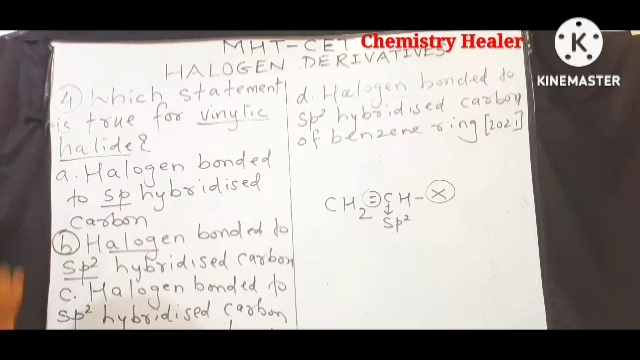 MHT-CET
Chemistry Healer
HALOGEN DERIVATIVES
K
KINEMASTER
4 Which statement
is true for vinylic
halide?
a. Halogen bonded
to sp hybridised
carbon
b Halogen bonded to
sp² hybridised carbon
c. Halogen bonded to
sp² hybridised carbon
d. Halogen bonded to
sp² hybridised carbon
of benzene ring [2021]
CH2=CH-X
sp²